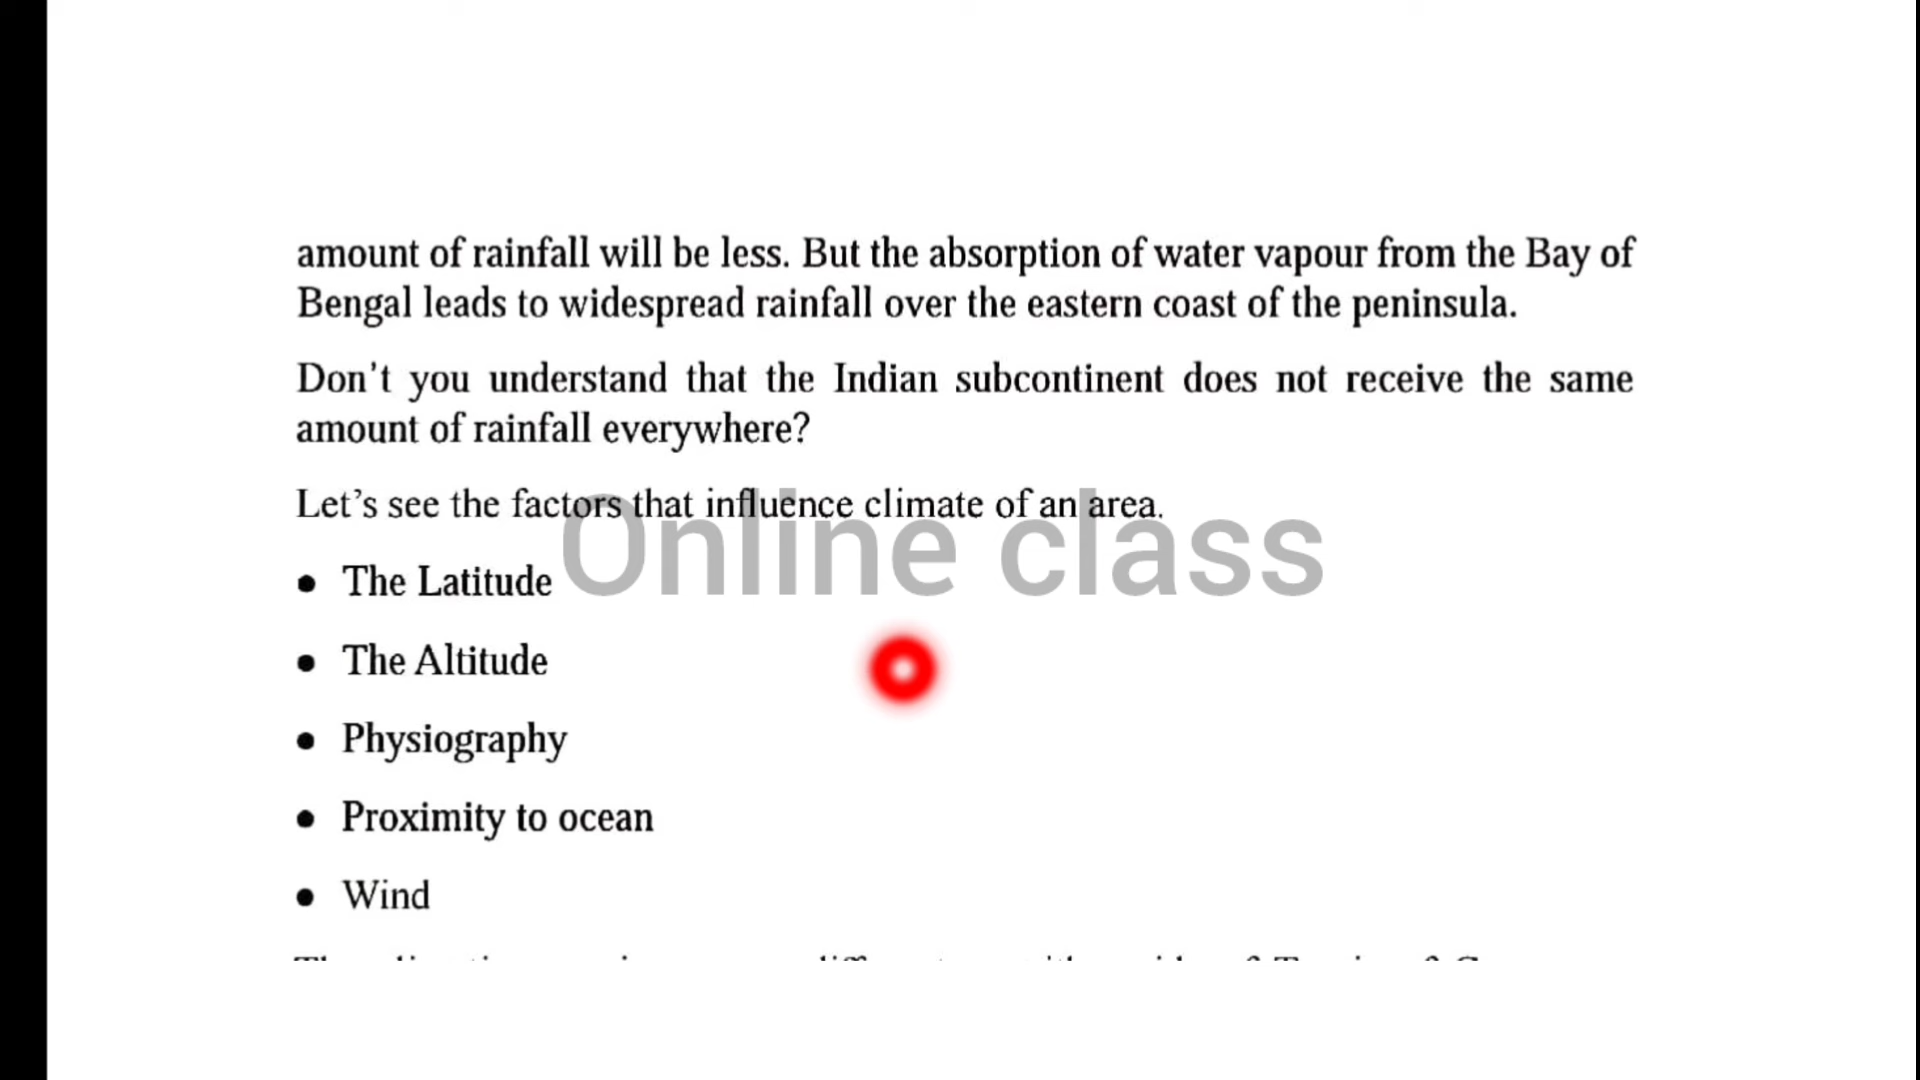 amount of rainfall will be less. But the absorption of water vapour from the Bay of
Bengal leads to widespread rainfall over the eastern coast of the peninsula.
Don't you understand that the Indian subcontinent does not receive the same
amount of rainfall everywhere?
Let's see the factors that influence climate of an area.
Online class
● The Latitude
● The Altitude
● Physiography
● Proximity to ocean
● Wind